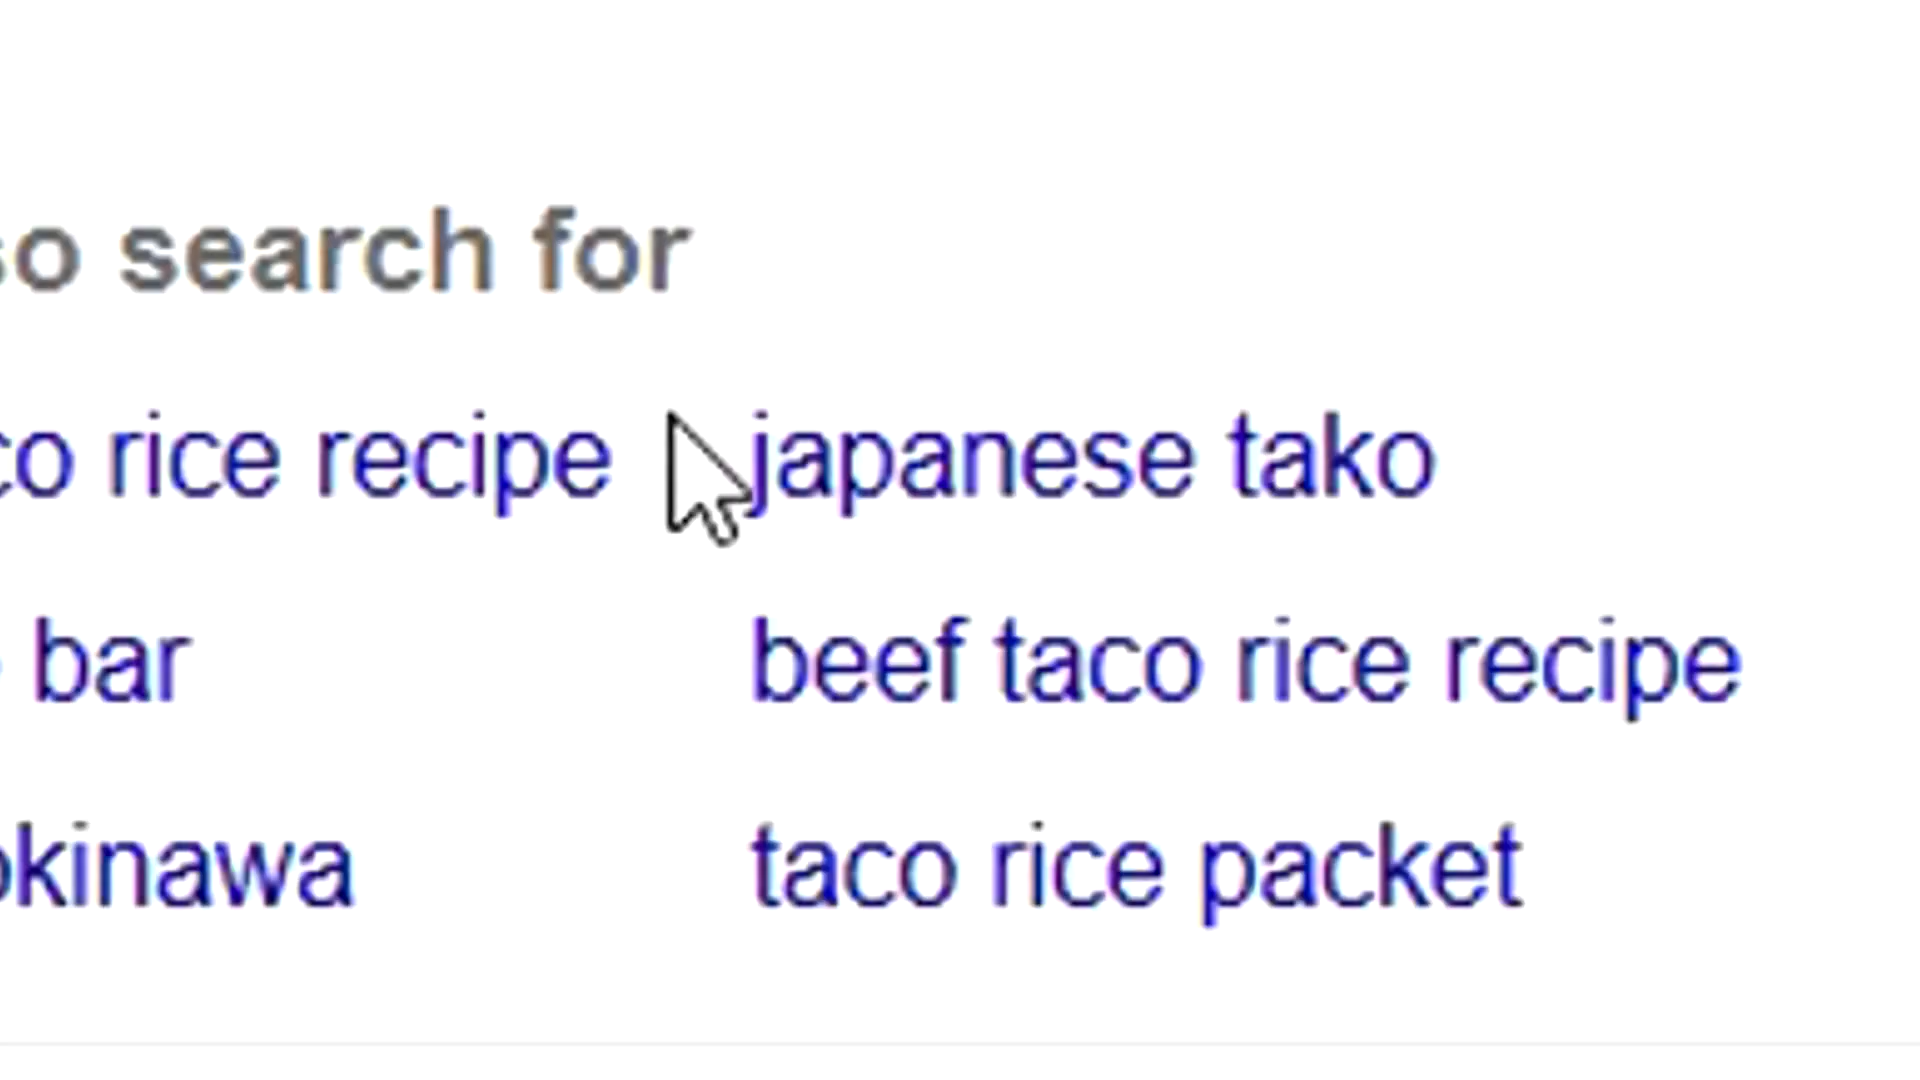 so search for
co rice recipe japanese tako
bar beef taco rice recipe
okinawa taco rice packet